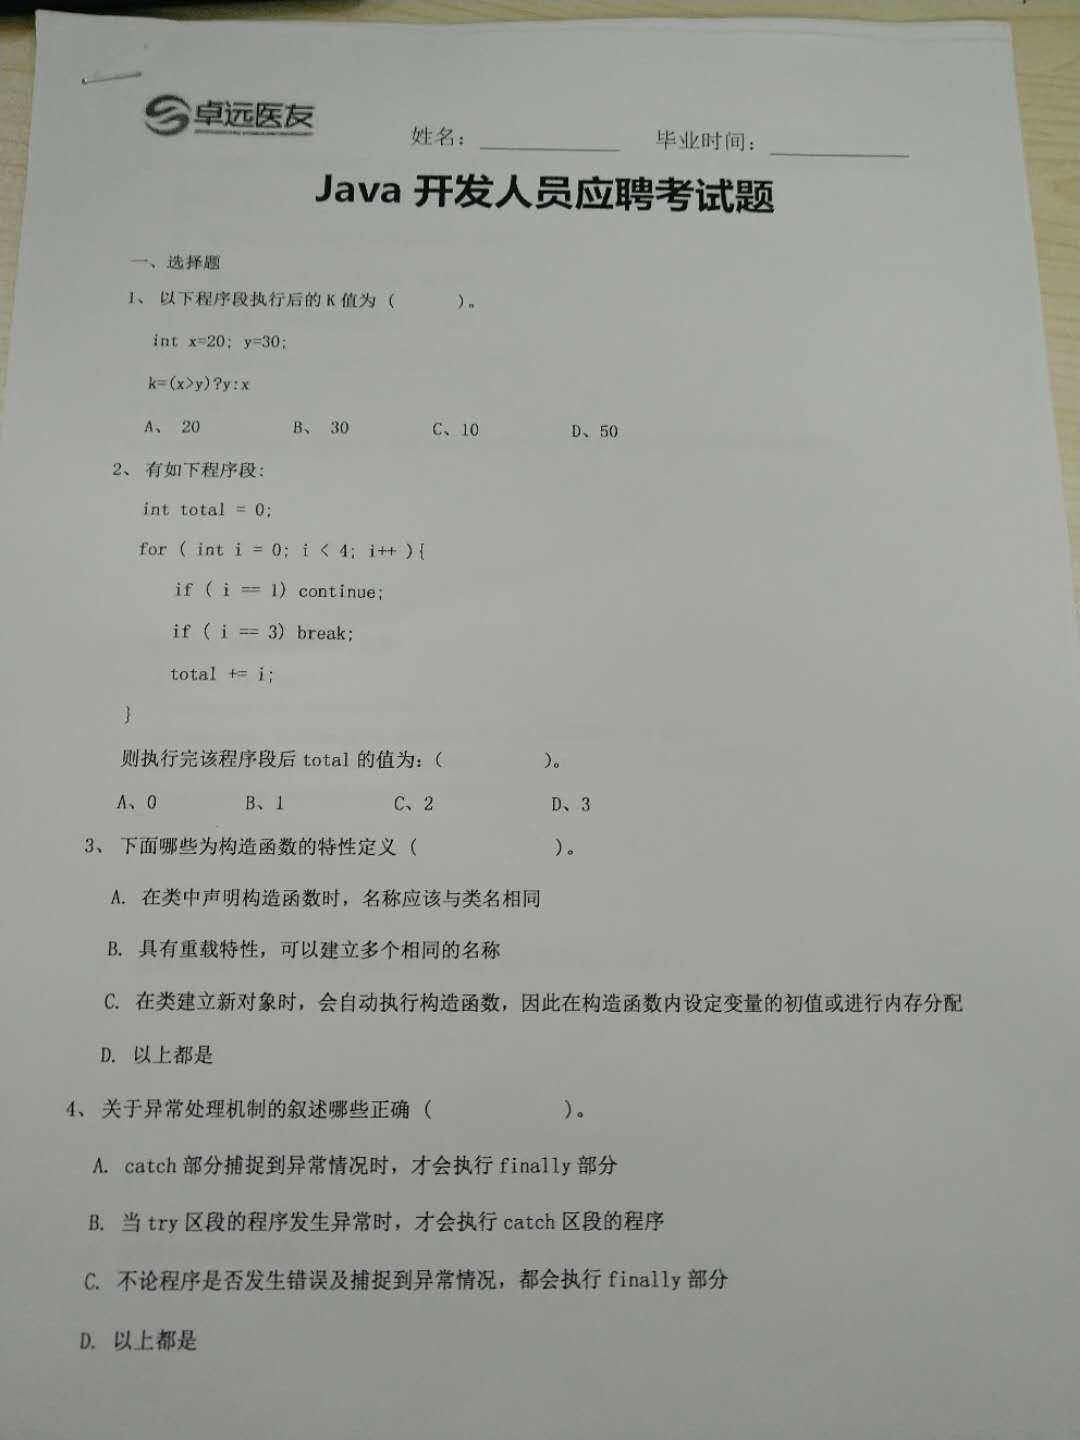 卓远医友
姓名：____________ 毕业时间：____________
Java 开发人员应聘考试题
一、选择题
1、 以下程序段执行后的 K 值为（ ）。
int x=20; y=30;
k=(x>y)?y:x
A、 20 B、 30 C、10 D、50
2、 有如下程序段：
int total = 0;
for ( int i = 0; i < 4; i++ ){
if ( i == 1) continue;
if ( i == 3) break;
total += i;
}
则执行完该程序段后 total 的值为：（ ）。
A、0 B、1 C、2 D、3
3、 下面哪些为构造函数的特性定义（ ）。
A. 在类中声明构造函数时，名称应该与类名相同
B. 具有重载特性，可以建立多个相同的名称
C. 在类建立新对象时，会自动执行构造函数，因此在构造函数内设定变量的初值或进行内存分配
D. 以上都是
4、 关于异常处理机制的叙述哪些正确（ ）。
A. catch 部分捕捉到异常情况时，才会执行 finally 部分
B. 当 try 区段的程序发生异常时，才会执行 catch 区段的程序
C. 不论程序是否发生错误及捕捉到异常情况，都会执行 finally 部分
D. 以上都是